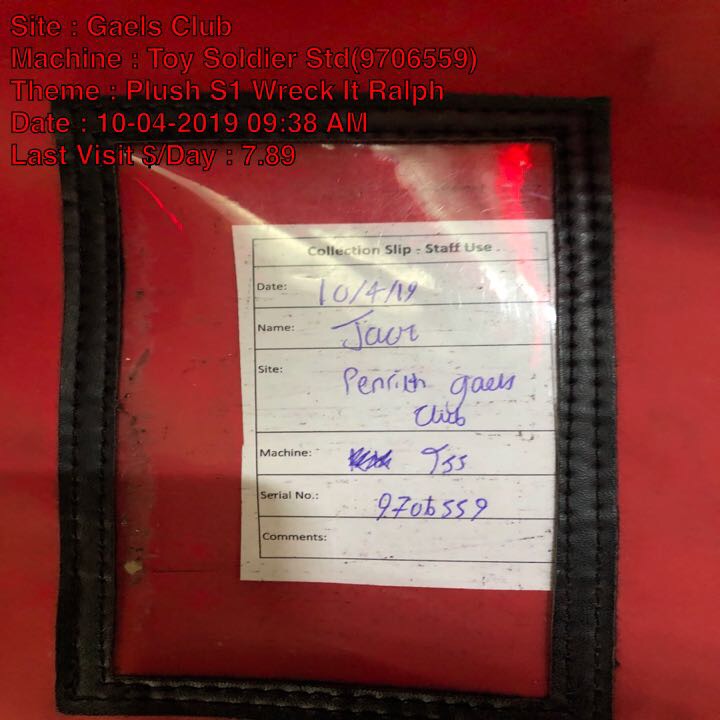 Site : Gaels Club
Machine : Toy Soldier Std(9706559)
Theme : Plush S1 Wreck It Ralph
Date : 10-04-2019 09:38 AM
Last Visit $/Day : 7.89
Collection Slip - Staff Use
Date: 10/4/19
Name:
Site: Penrith gaels
Club
Machine: TSS
Serial No.: 9706559
Comments: